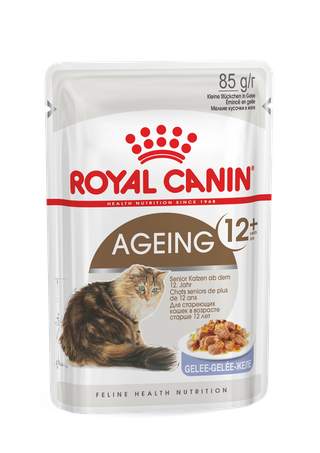 85 g/г
Kleine Stückchen in Gelee
Émincé en gelée
Мелкие кусочки в желе
ROYAL CANIN
HEALTH NUTRITION SINCE 1968
AGEING 12+
Senior Katzen ab dem
12. Jahr
Chats seniors de plus
de 12 ans
Для стареющих
кошек в возрасте
старше 12 лет
GELEE-GELÉE-ЖЕЛЕ
FELINE HEALTH NUTRITION